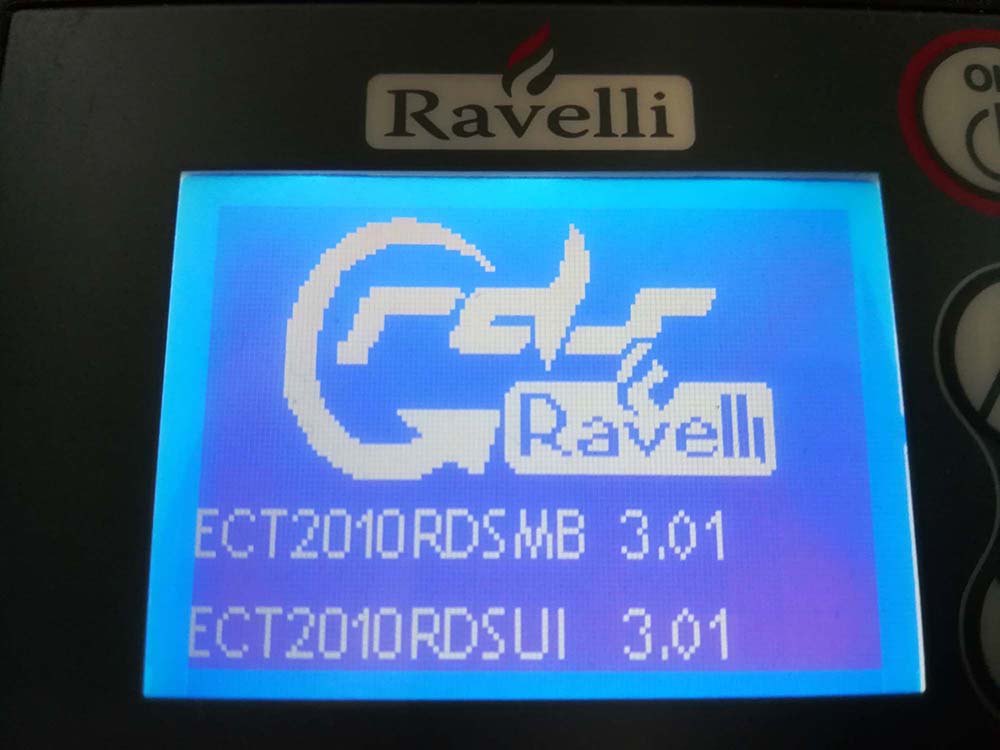 Ravelli
rds
Ravelli
ECT2010RDSMB 3.01
ECT2010RDSUI 3.01